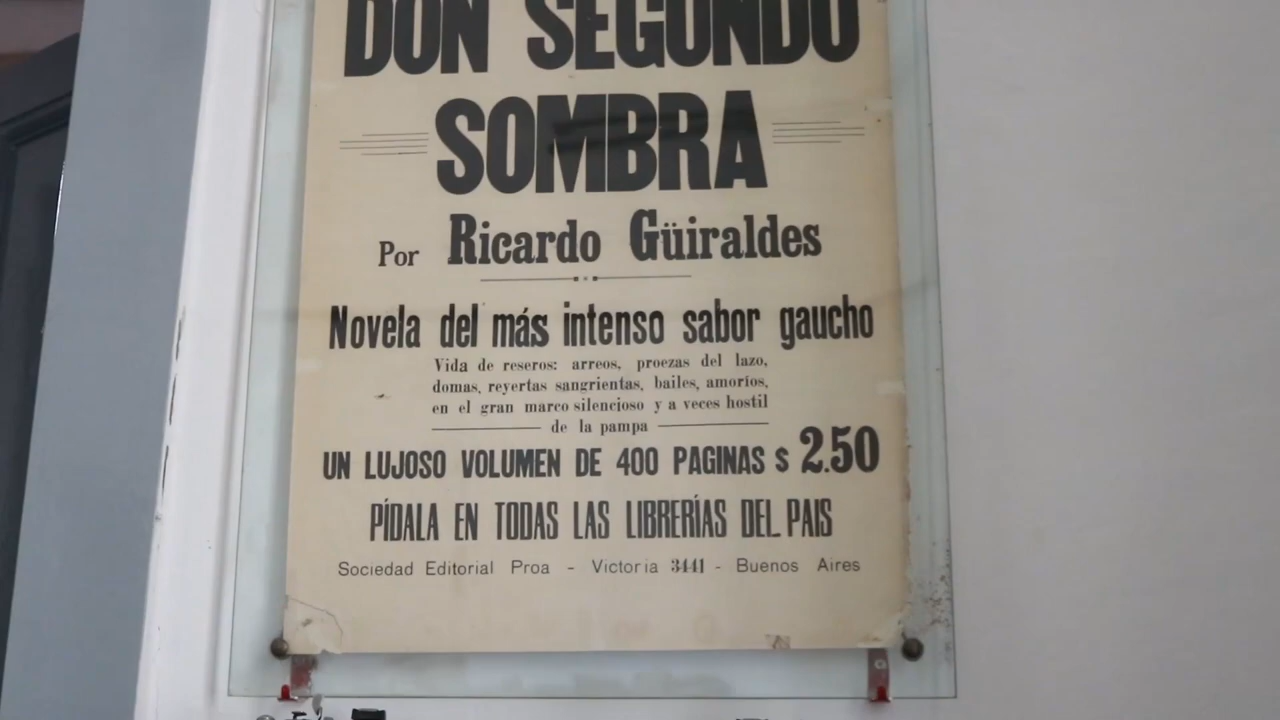 DON SEGUNDO
SOMBRA
Por Ricardo Güiraldes
Novela del más intenso sabor gaucho
Vida de reseros: arreos, proezas del lazo,
domas, reyertas sangrientas, bailes, amoríos,
en el gran marco silencioso y a veces hostil
de la pampa
UN LUJOSO VOLUMEN DE 400 PAGINAS $ 2.50
PÍDALA EN TODAS LAS LIBRERÍAS DEL PAIS
Sociedad Editorial Proa - Victoria 3441 - Buenos Aires